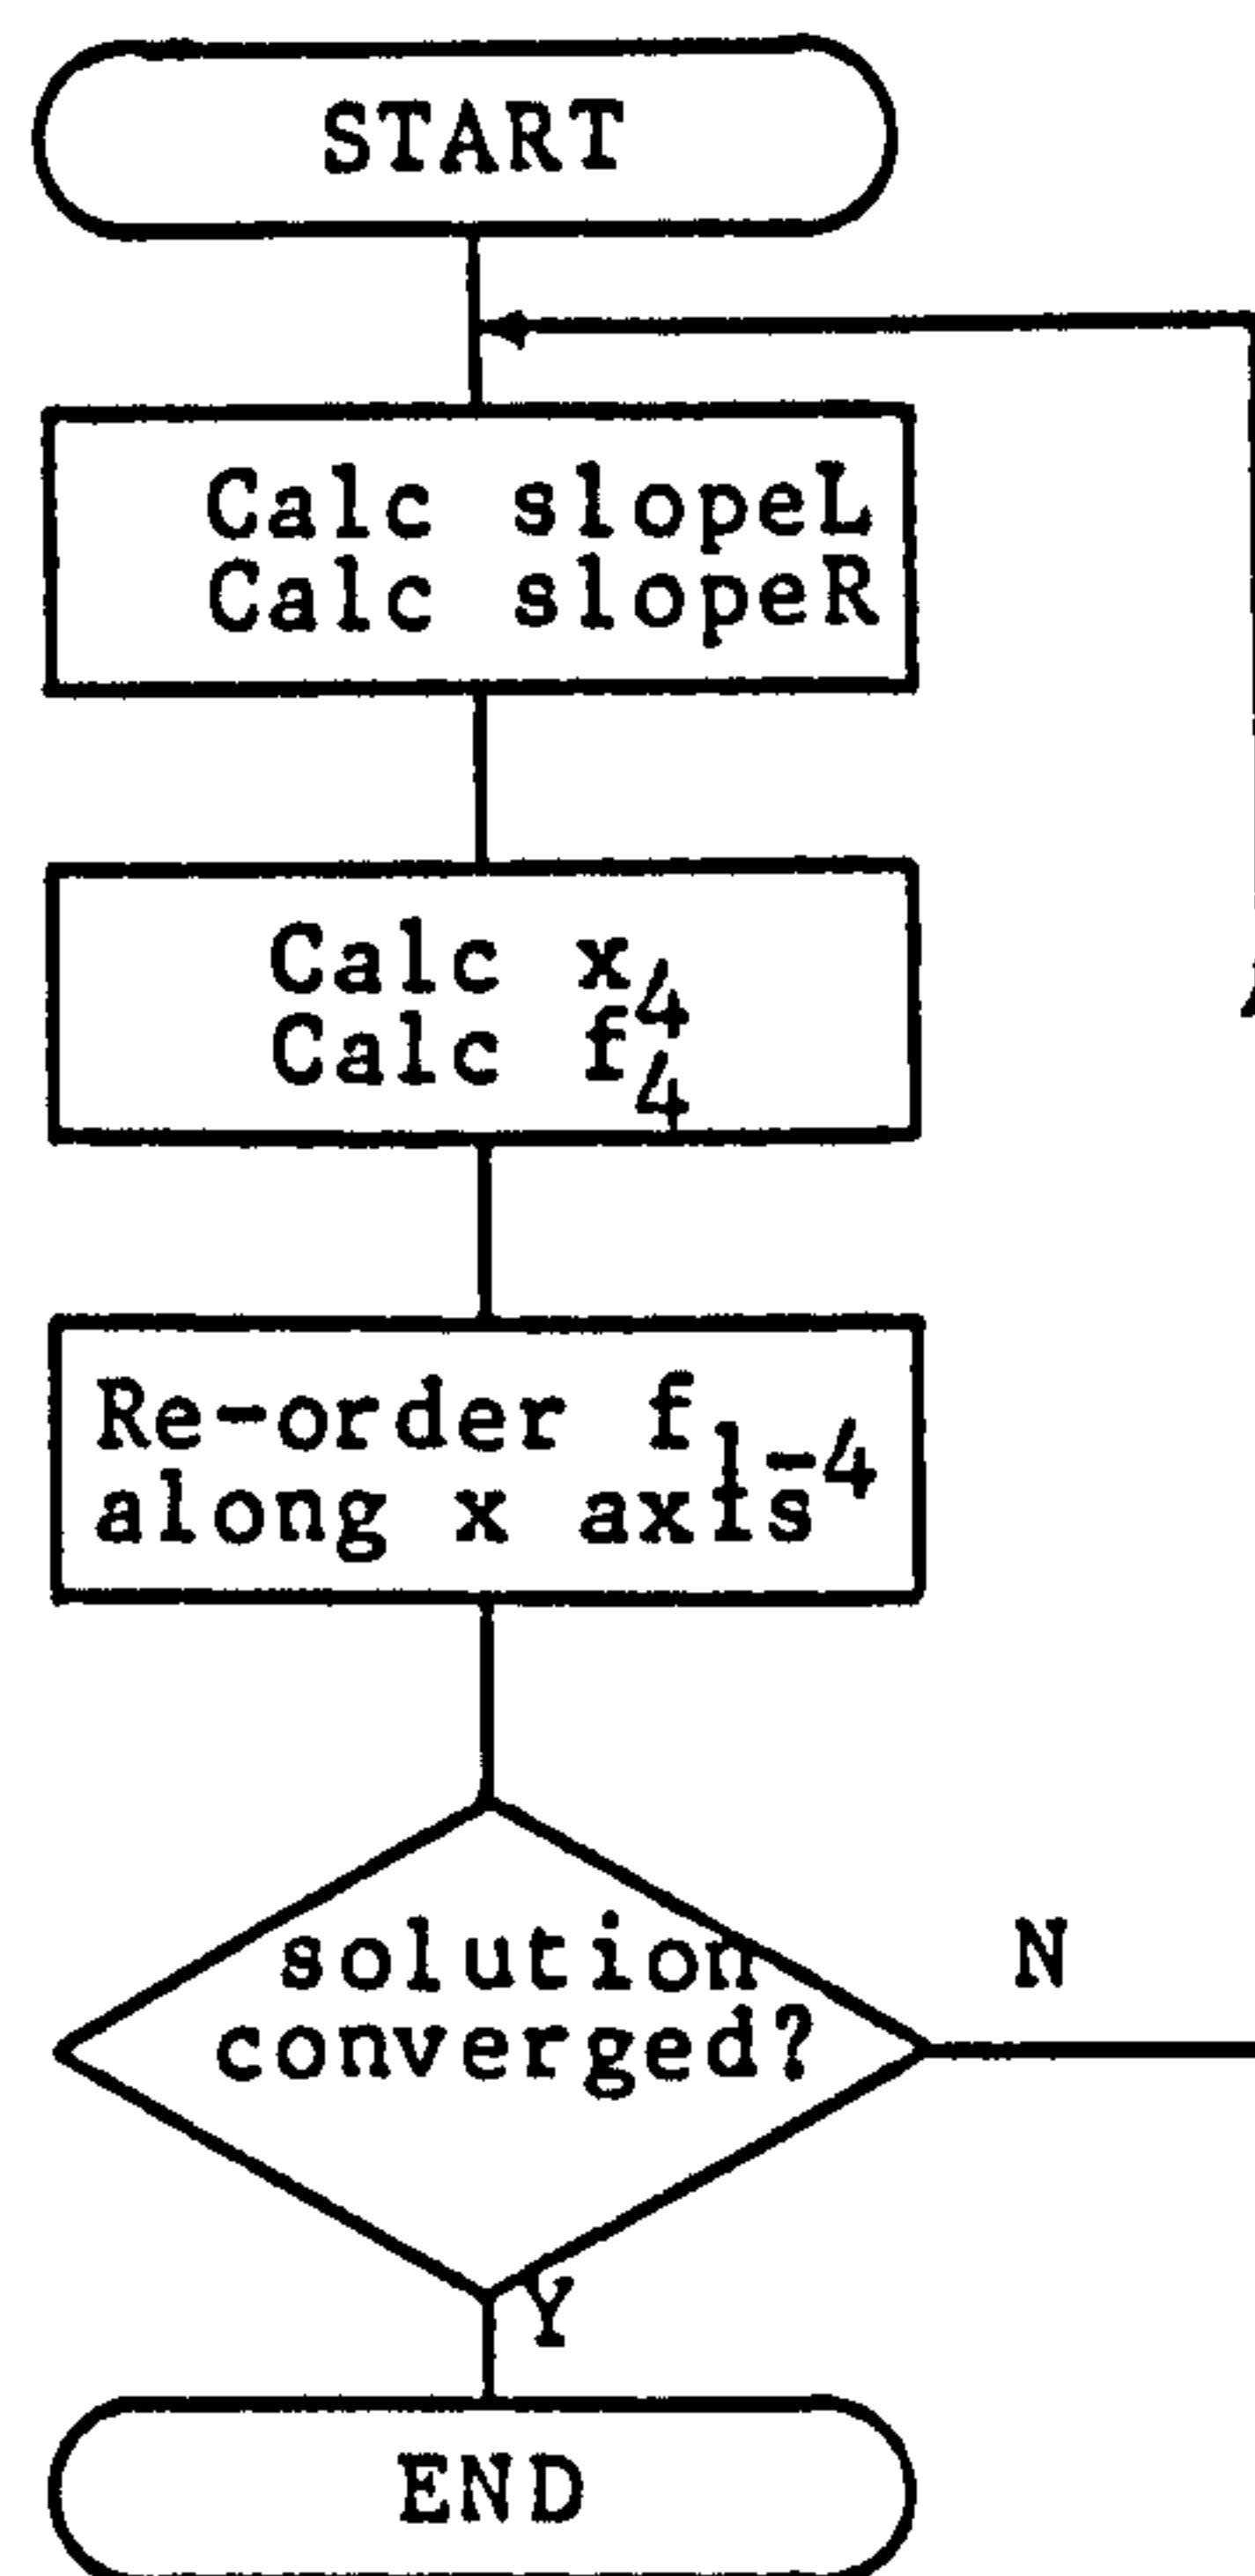 START
Calc slopeL
Calc slopeR
Calc x₄
Calc f₄
Re-order f₁₋₄
along x axis
solution
converged?
N
Y
END